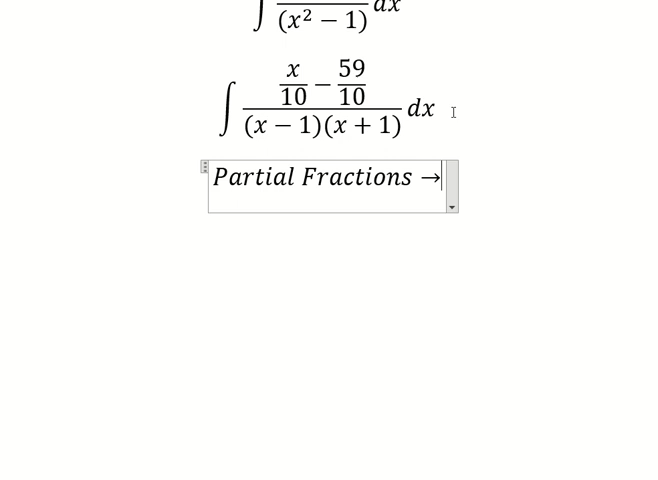 ∫ —/(x² − 1) dx
∫ (x/10 − 59/10)/((x − 1)(x + 1)) dx
Partial Fractions →